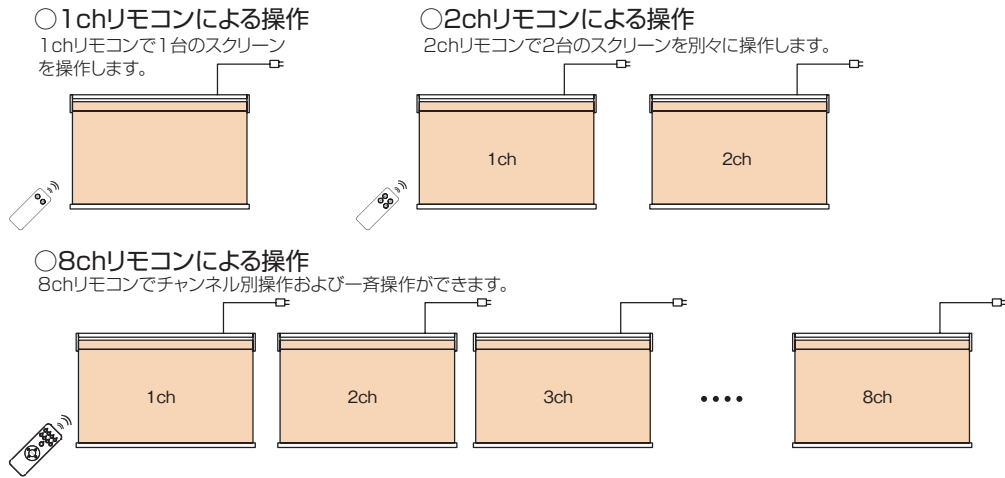 ○1chリモコンによる操作
1chリモコンで1台のスクリーン
を操作します。
○2chリモコンによる操作
2chリモコンで2台のスクリーンを別々に操作します。
1ch
2ch
○8chリモコンによる操作
8chリモコンでチャンネル別操作および一斉操作ができます。
1ch
2ch
3ch
••••
8ch